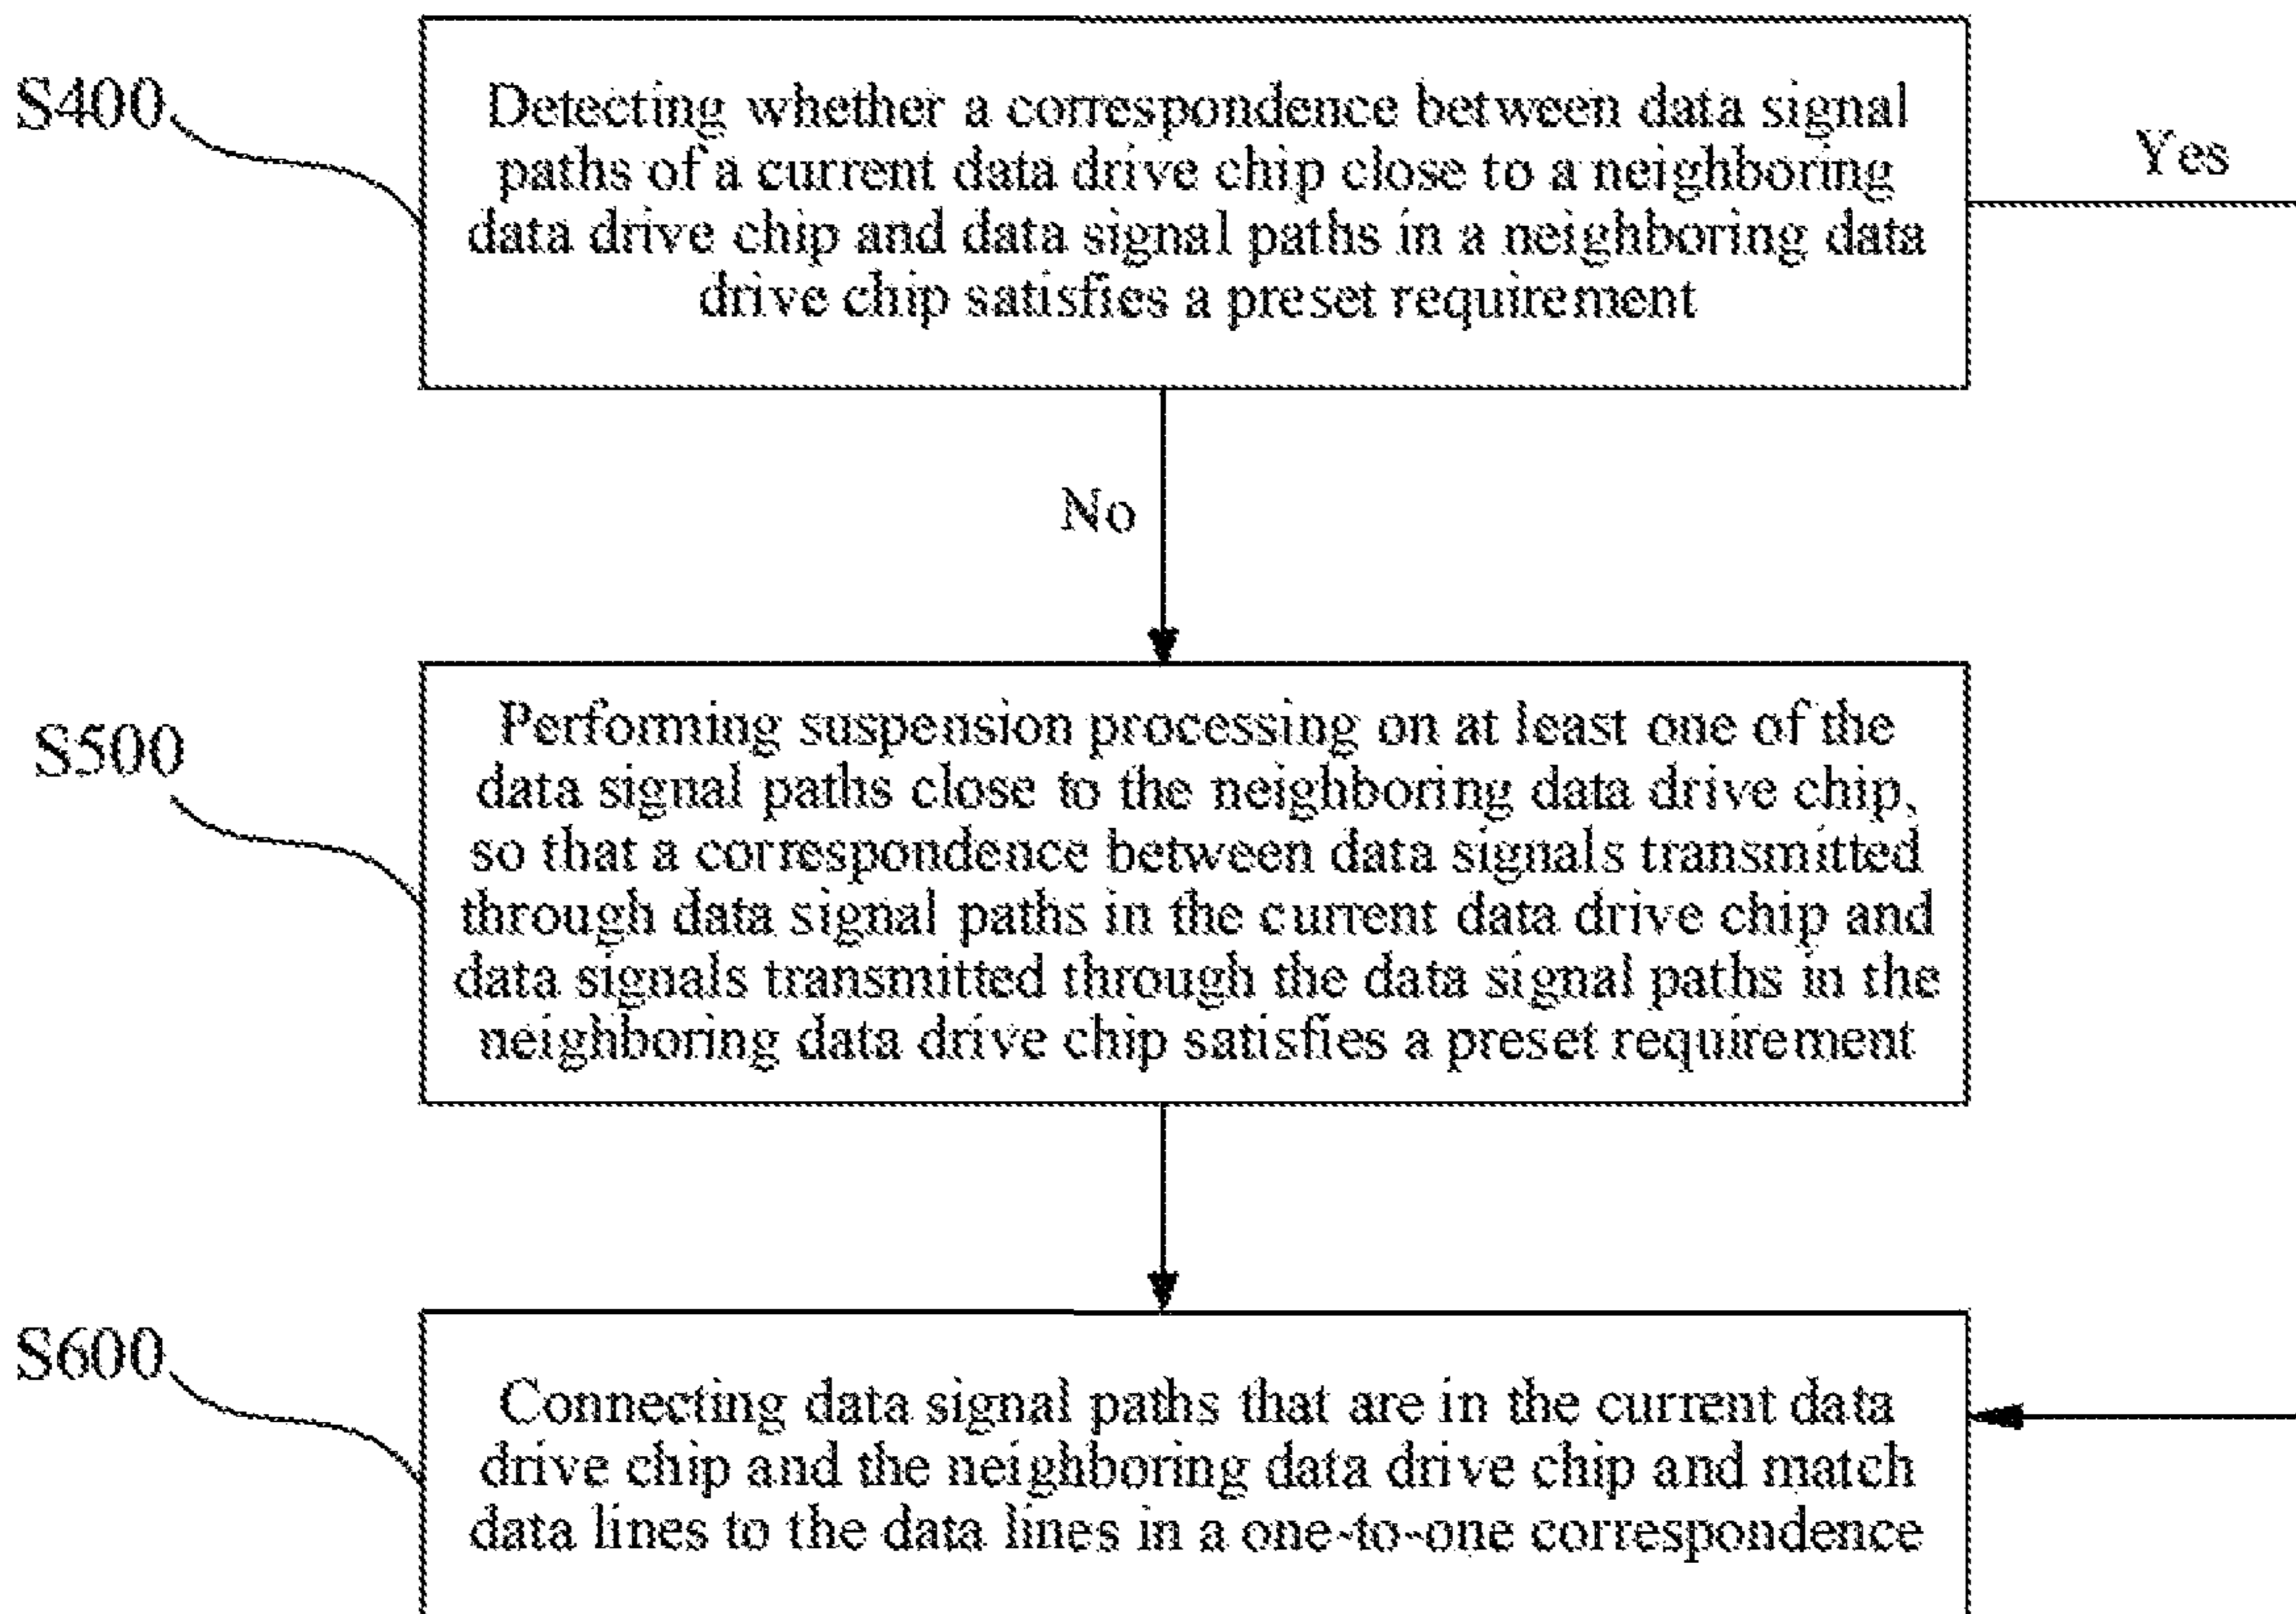 S400
Detecting whether a correspondence between data signal
paths of a current data drive chip close to a neighboring
data drive chip and data signal paths in a neighboring data
drive chip satisfies a preset requirement
Yes
No
S500
Performing suspension processing on at least one of the
data signal paths close to the neighboring data drive chip,
so that a correspondence between data signals transmitted
through data signal paths in the current data drive chip and
data signals transmitted through the data signal paths in the
neighboring data drive chip satisfies a preset requirement
S600
Connecting data signal paths that are in the current data
drive chip and the neighboring data drive chip and match
data lines to the data lines in a one-to-one correspondence